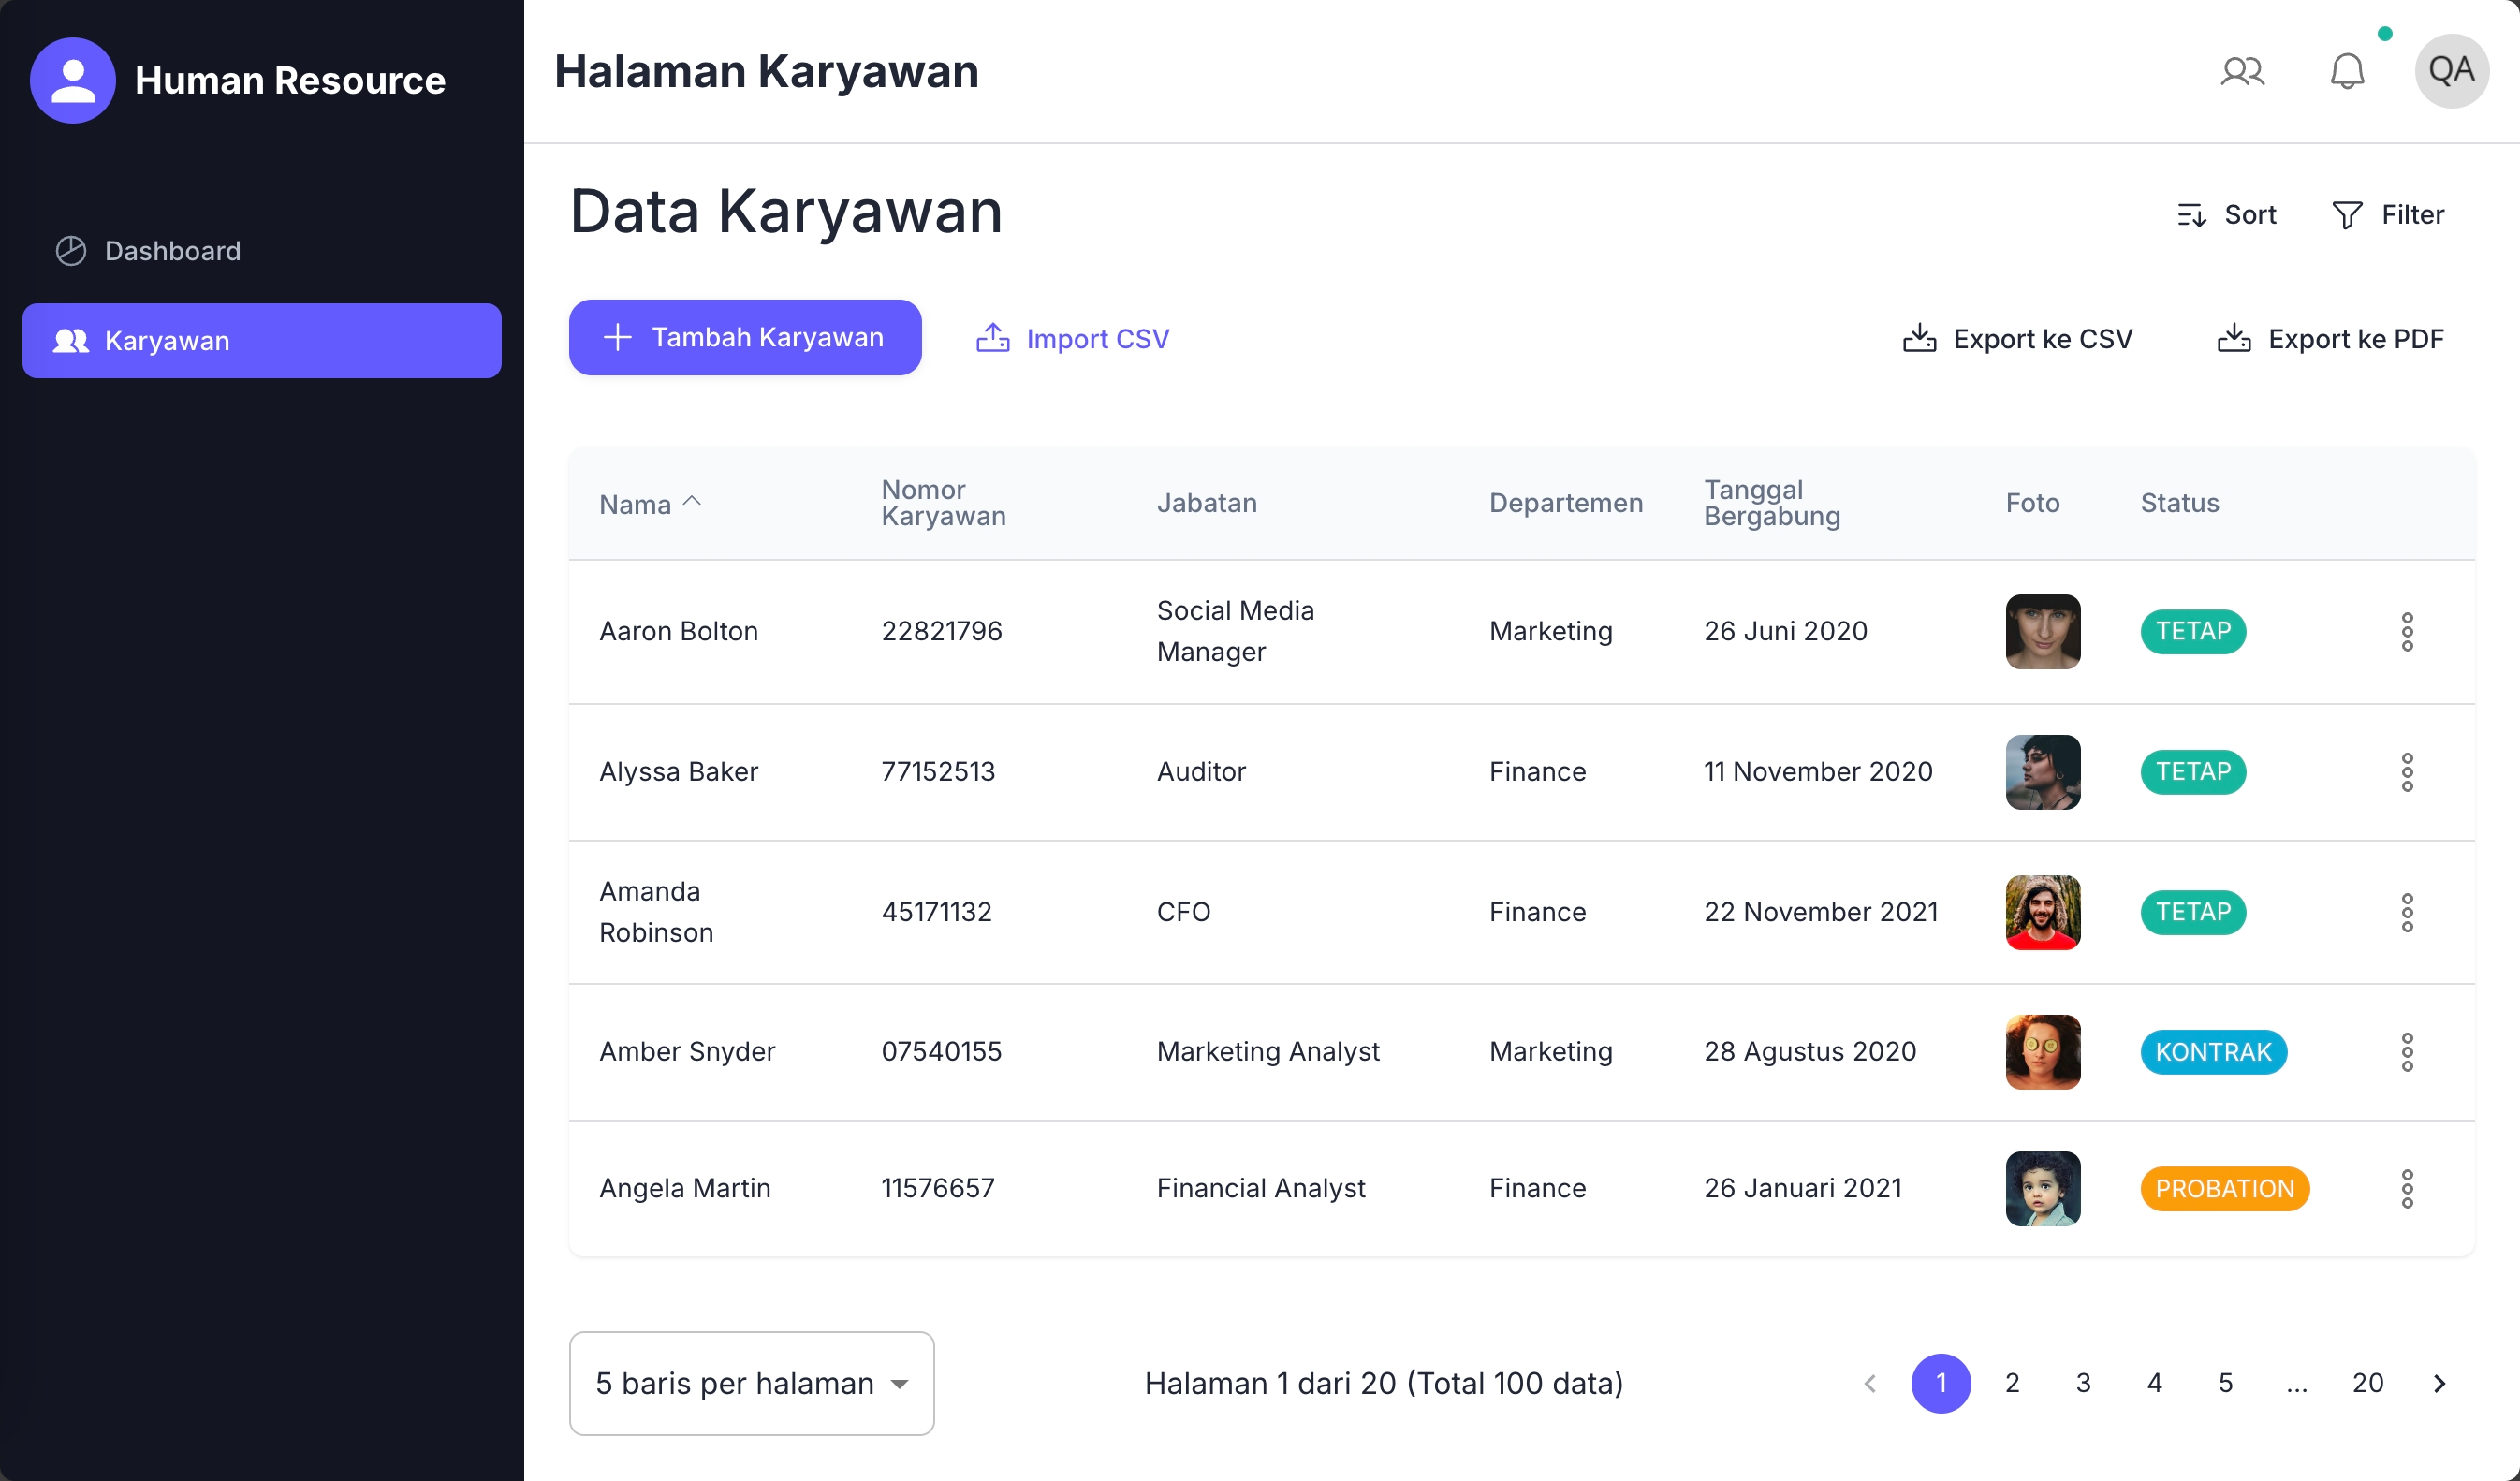 Human Resource
Halaman Karyawan
QA
Dashboard
Karyawan
Data Karyawan
Sort
Filter
Tambah Karyawan
Import CSV
Export ke CSV
Export ke PDF
Nama
Nomor
Karyawan
Jabatan
Departemen
Tanggal
Bergabung
Foto
Status
Aaron Bolton
22821796
Social Media
Manager
Marketing
26 Juni 2020
TETAP
Alyssa Baker
77152513
Auditor
Finance
11 November 2020
TETAP
Amanda
Robinson
45171132
CFO
Finance
22 November 2021
TETAP
Amber Snyder
07540155
Marketing Analyst
Marketing
28 Agustus 2020
KONTRAK
Angela Martin
11576657
Financial Analyst
Finance
26 Januari 2021
PROBATION
5 baris per halaman
Halaman 1 dari 20 (Total 100 data)
1 2 3 4 5 ... 20